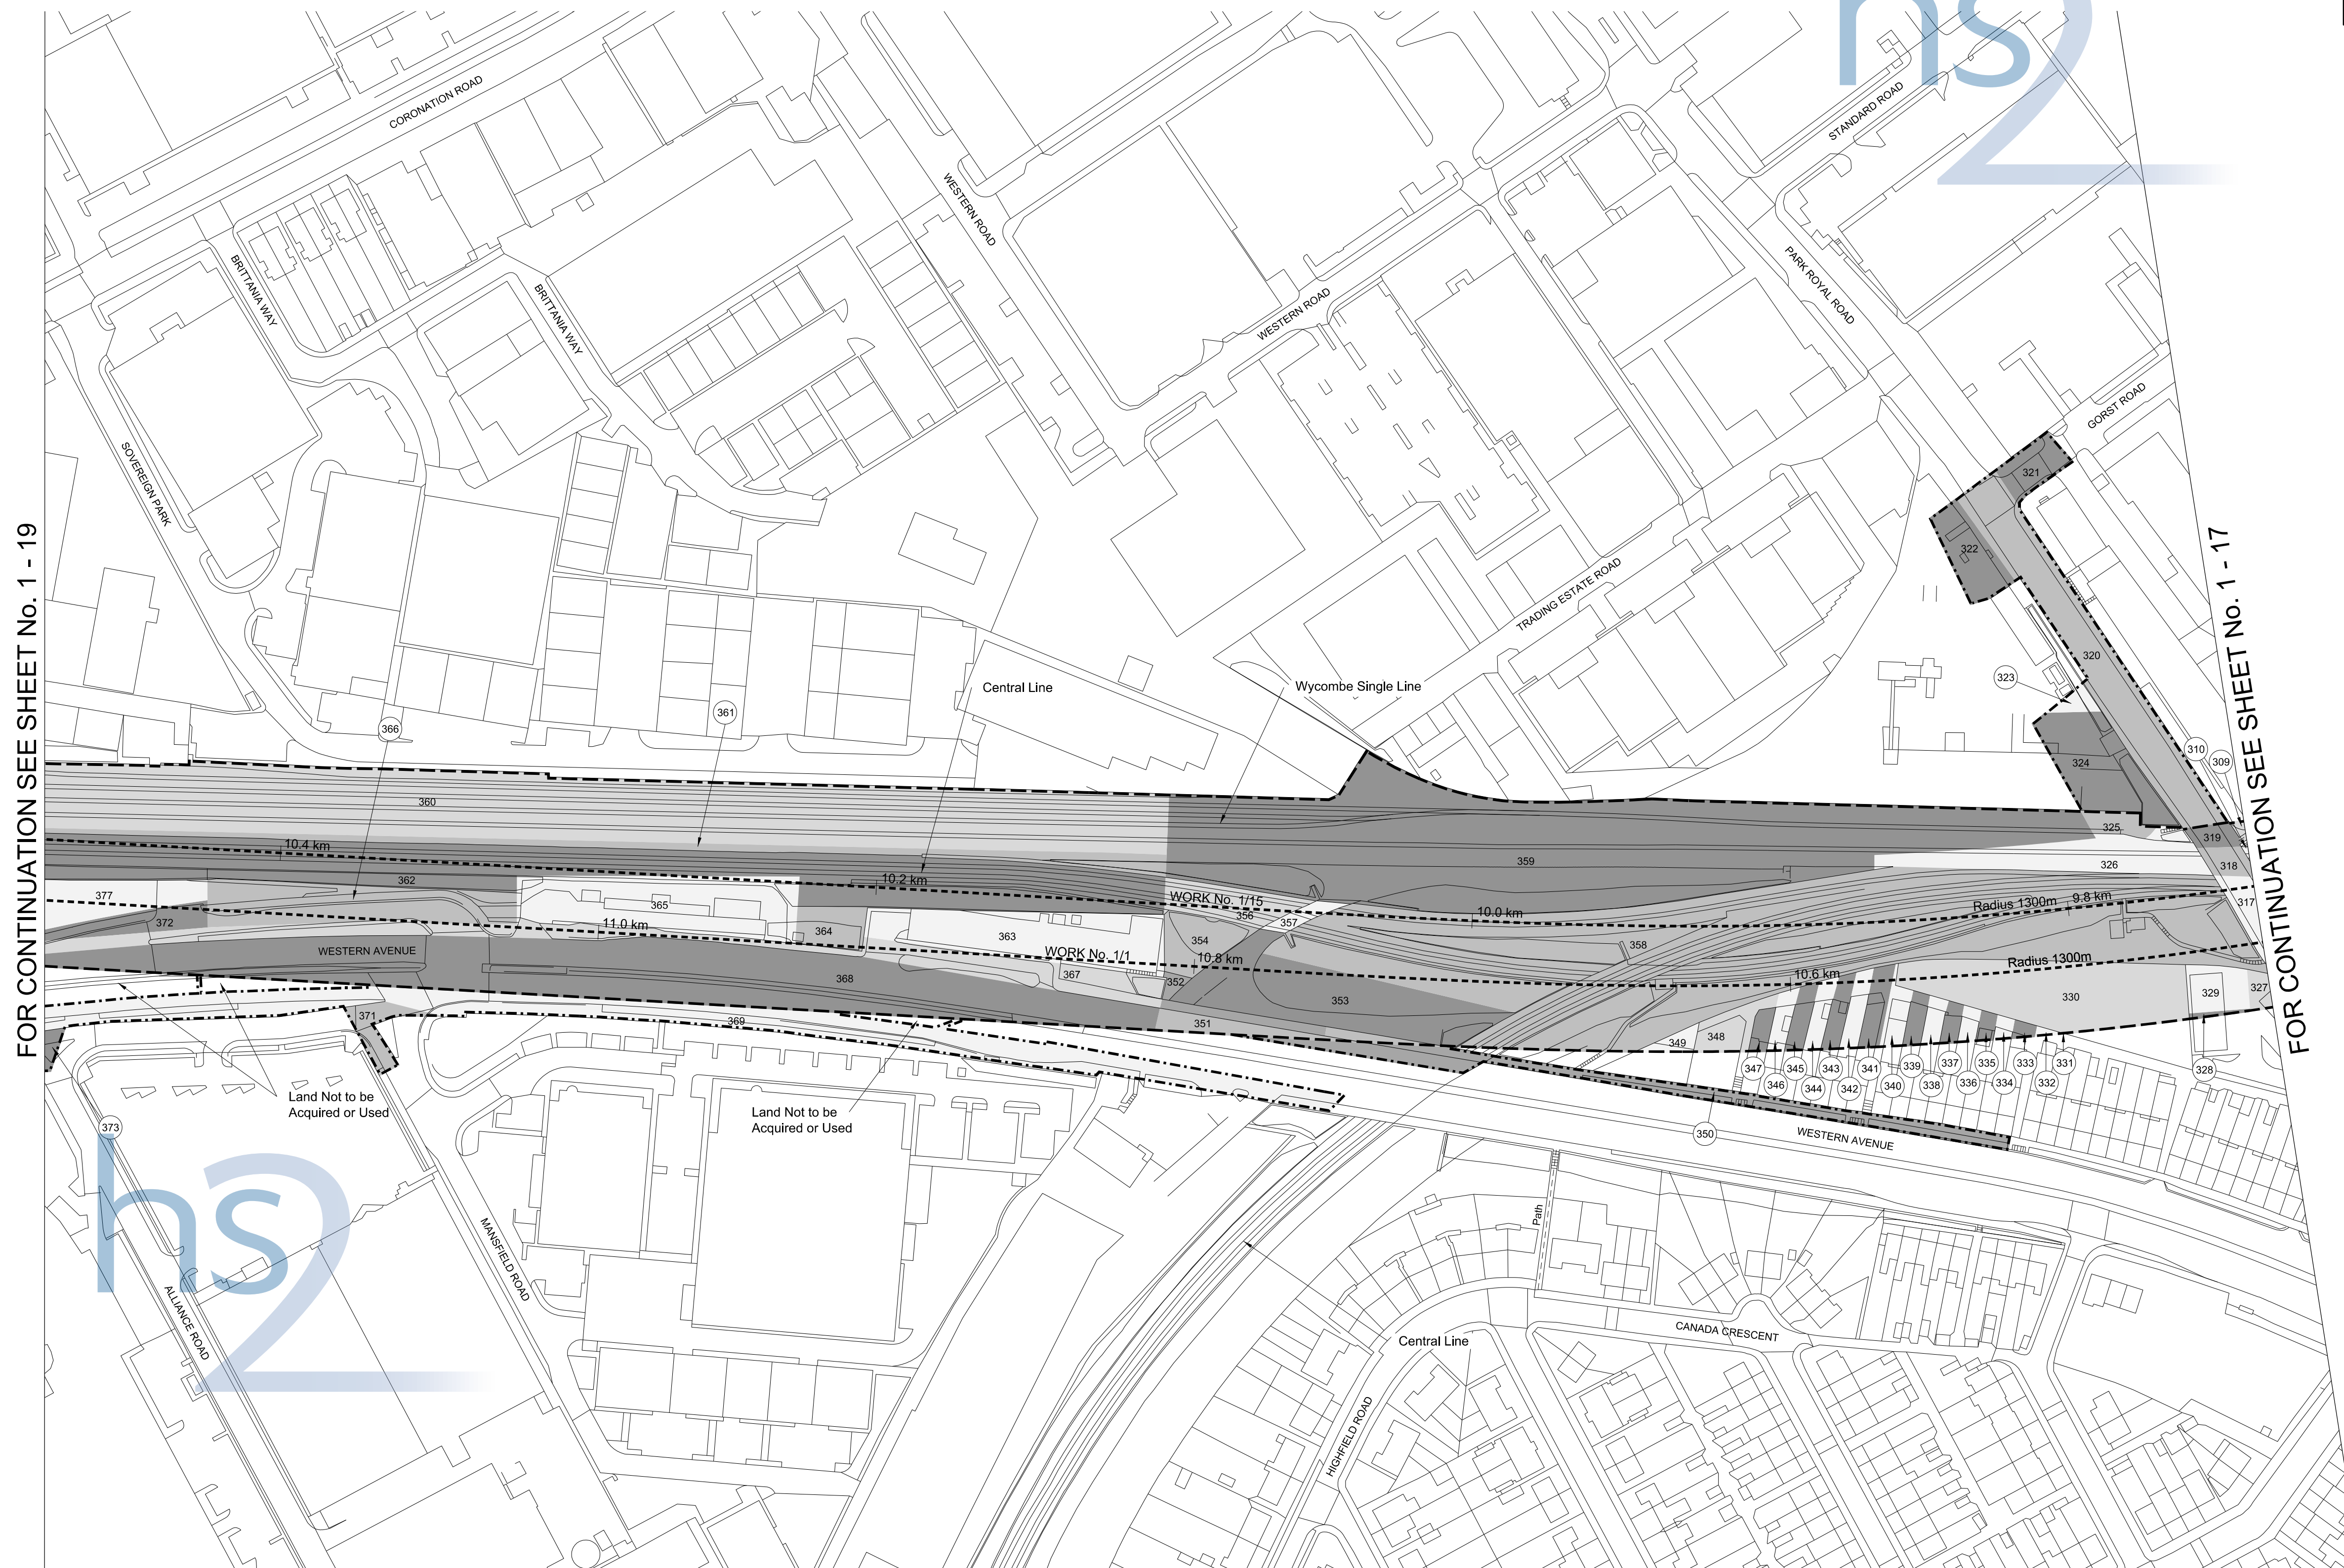 hs2
CORONATION ROAD
STANDARD ROAD
WESTERN ROAD
BRITTANIA WAY
BRITTANIA WAY
PARK ROYAL ROAD
WESTERN ROAD
GORST ROAD
SOVEREIGN PARK
321
322
TRADING ESTATE ROAD
320
323
FOR CONTINUATION SEE SHEET No. 1 - 19
FOR CONTINUATION SEE SHEET No. 1 - 17
Central Line
Wycombe Single Line
366
361
310
309
324
360
325
319
10.4 km
359
326
318
362
10.2 km
377
365
WORK No. 1/15
10.0 km
Radius 1300m
9.8 km
317
372
11.0 km
364
363
356
357
354
358
WESTERN AVENUE
WORK No. 1/1
10.8 km
Radius 1300m
368
367
352
353
10.6 km
330
329
327
371
369
351
349
348
347
346
345
344
343
342
341
340
339
338
337
336
335
334
333
332
331
328
Land Not to be
Acquired or Used
Land Not to be
Acquired or Used
373
350
WESTERN AVENUE
hs2
MANSFIELD ROAD
ALLIANCE ROAD
Path
Central Line
CANADA CRESCENT
HIGHFIELD ROAD